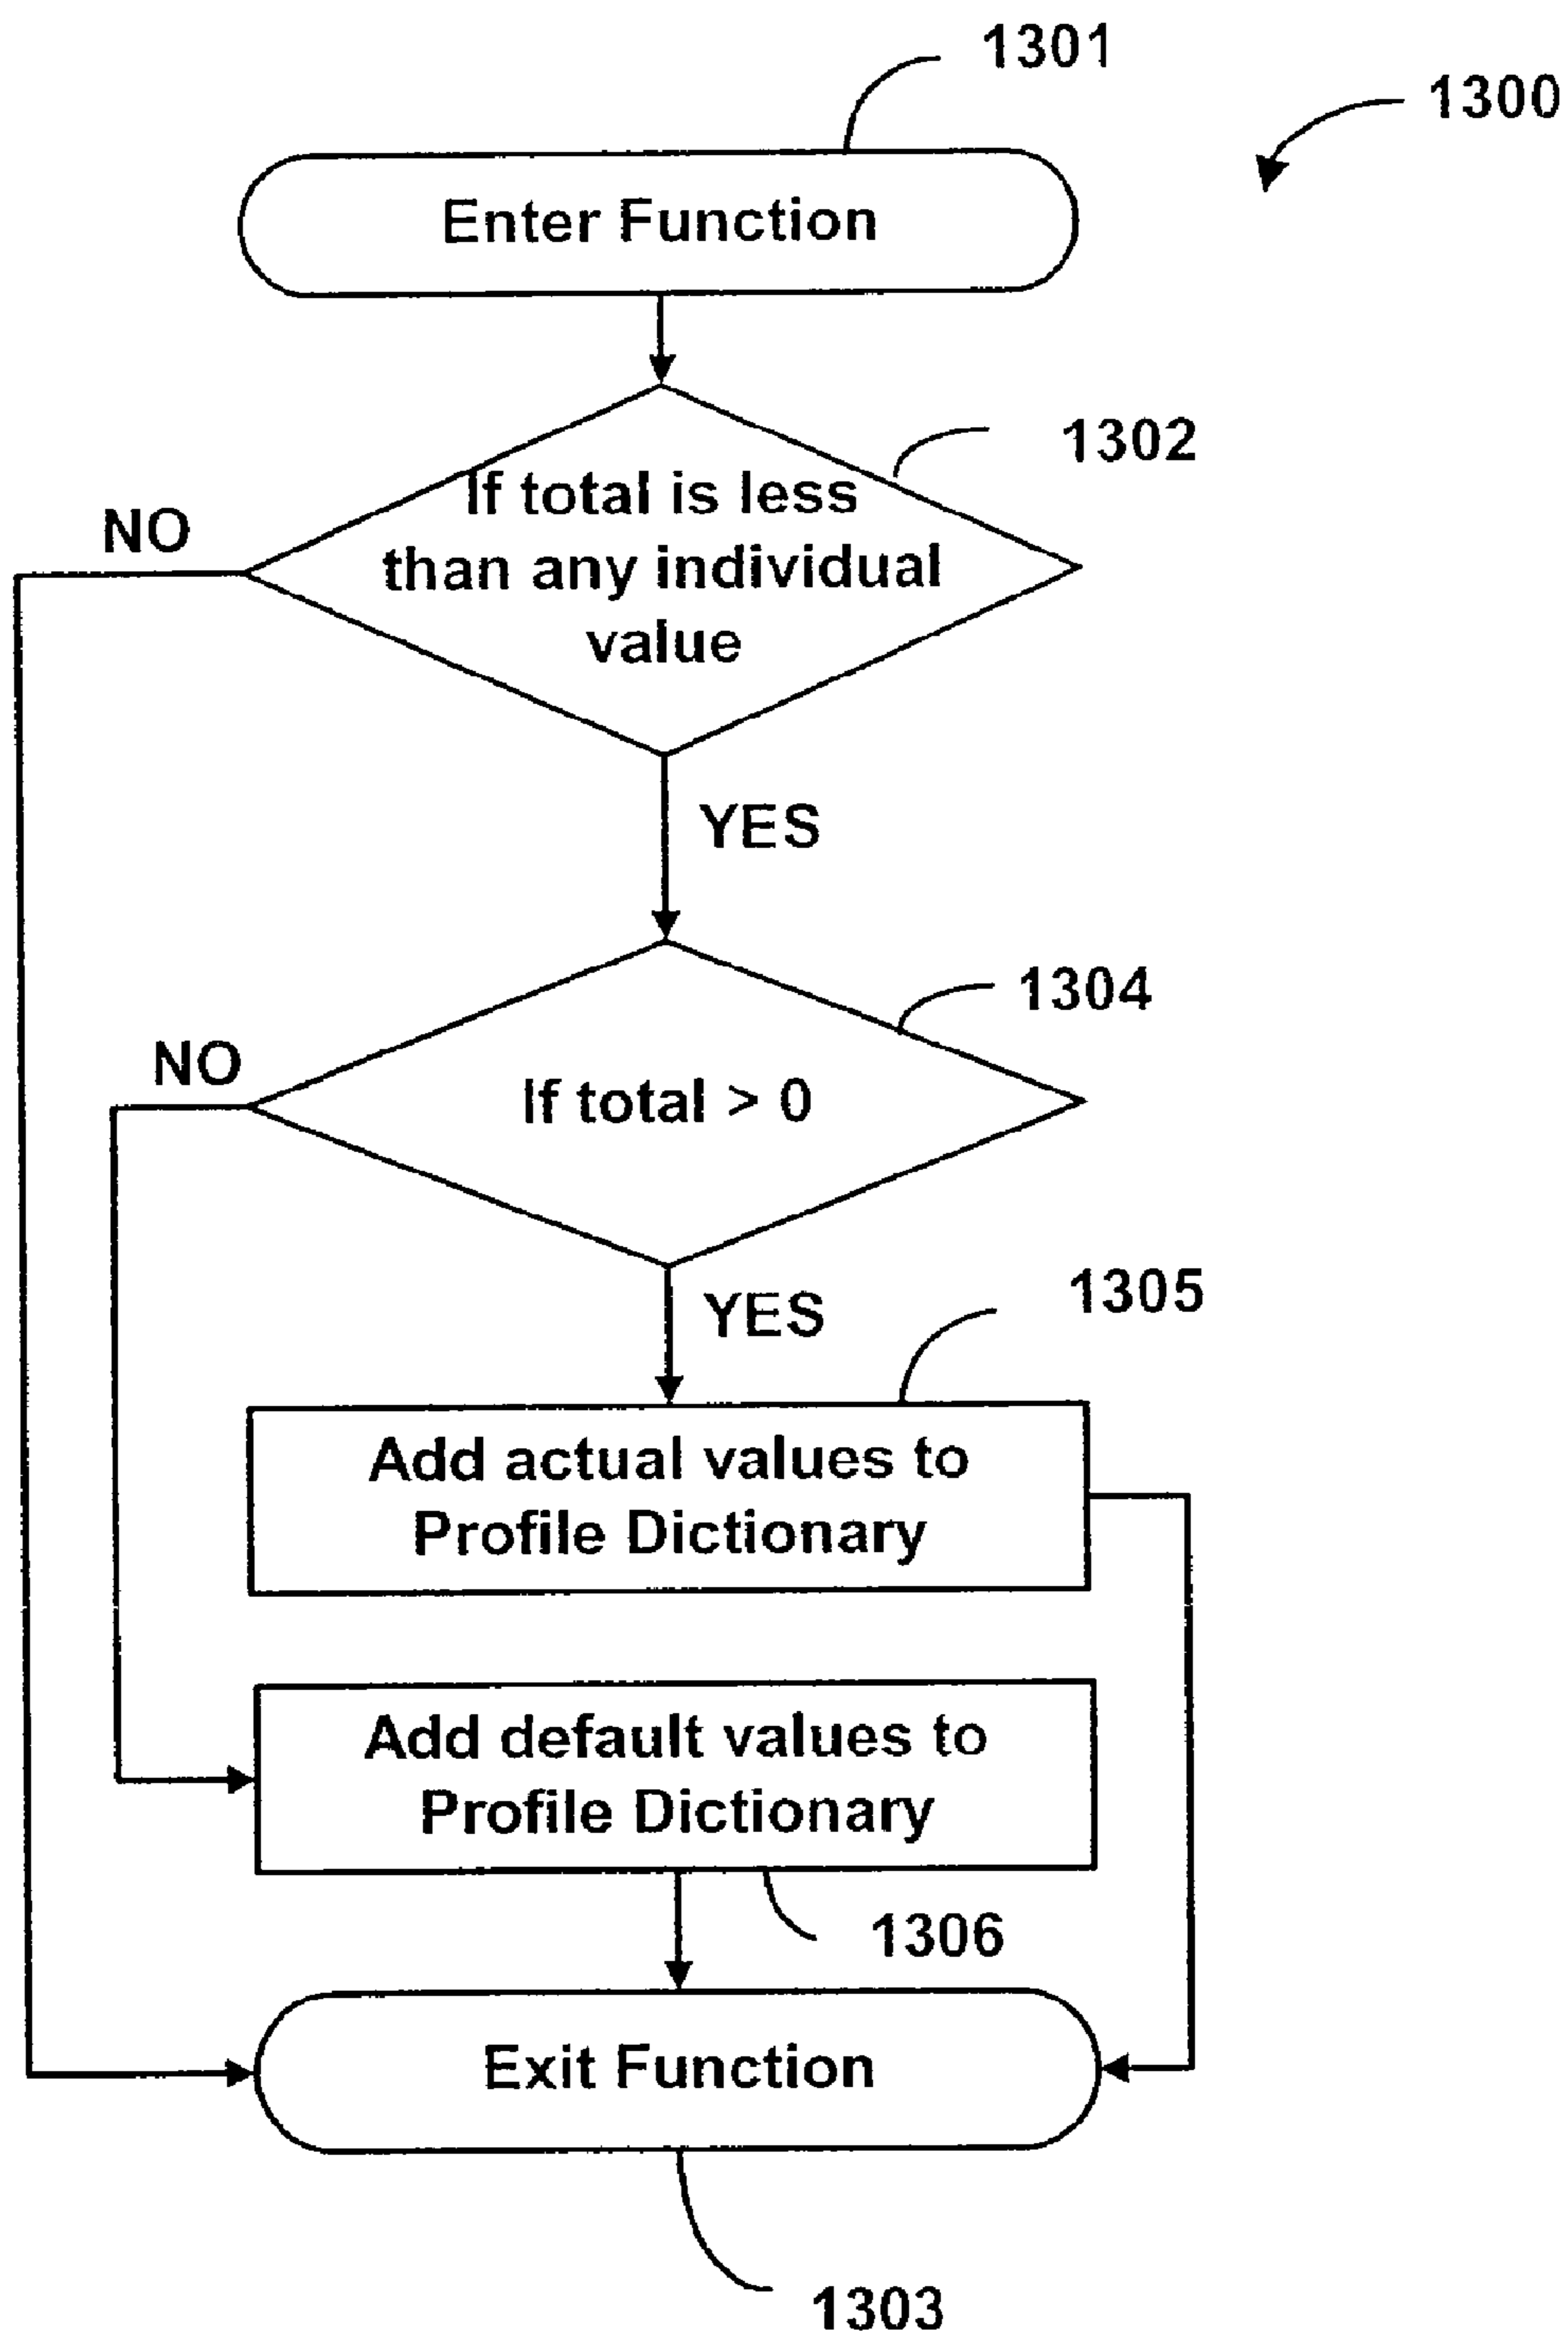 1301
1300
Enter Function
1302
If total is less
than any individual
value
NO
YES
1304
NO
If total > 0
YES
1305
Add actual values to
Profile Dictionary
Add default values to
Profile Dictionary
1306
Exit Function
1303